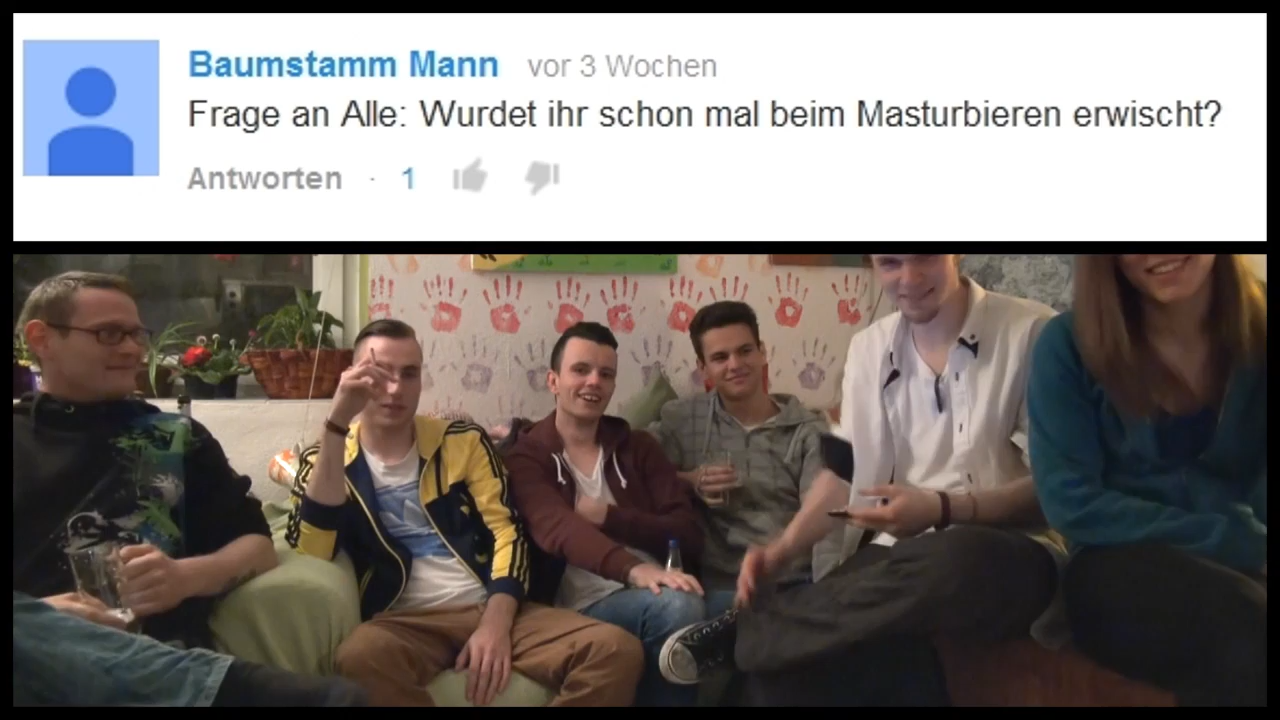 Baumstamm Mann vor 3 Wochen
Frage an Alle: Wurdet ihr schon mal beim Masturbieren erwischt?
Antworten · 1